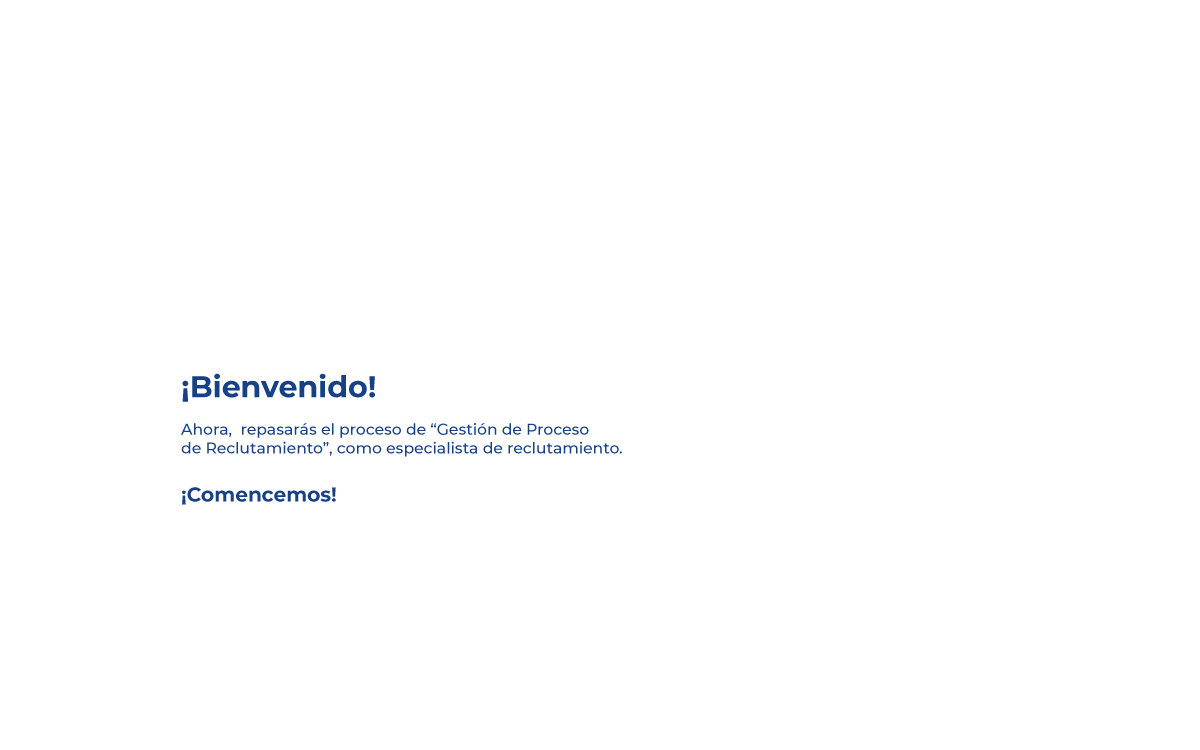 ¡Bienvenido!
Ahora,  repasarás el proceso de “Gestión de Proceso
de Reclutamiento”, como especialista de reclutamiento.
¡Comencemos!